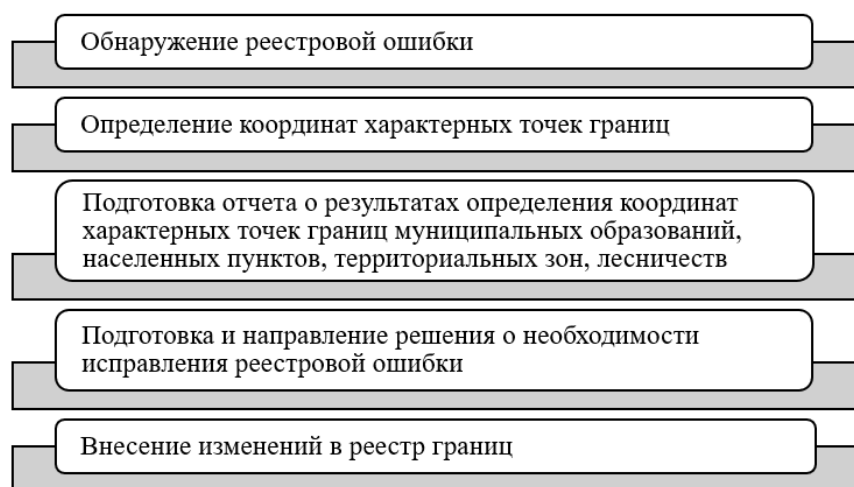 Обнаружение реестровой ошибки
Определение координат характерных точек границ
Подготовка отчета о результатах определения координат
характерных точек границ муниципальных образований,
населенных пунктов, территориальных зон, лесничеств
Подготовка и направление решения о необходимости
исправления реестровой ошибки
Внесение изменений в реестр границ